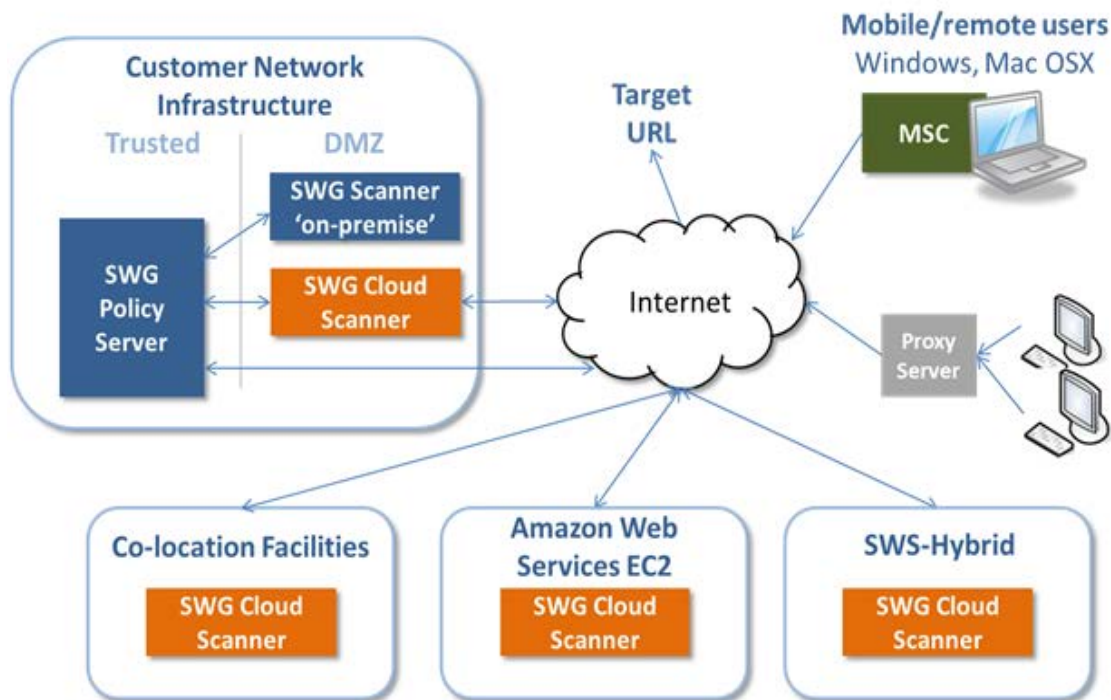 Customer Network
Infrastructure
Trusted
DMZ
SWG Scanner
‘on-premise’
SWG
Policy
Server
SWG Cloud
Scanner
Target
URL
Mobile/remote users
Windows, Mac OSX
MSC
Internet
Proxy
Server
Co-location Facilities
SWG Cloud
Scanner
Amazon Web
Services EC2
SWG Cloud
Scanner
SWS-Hybrid
SWG Cloud
Scanner